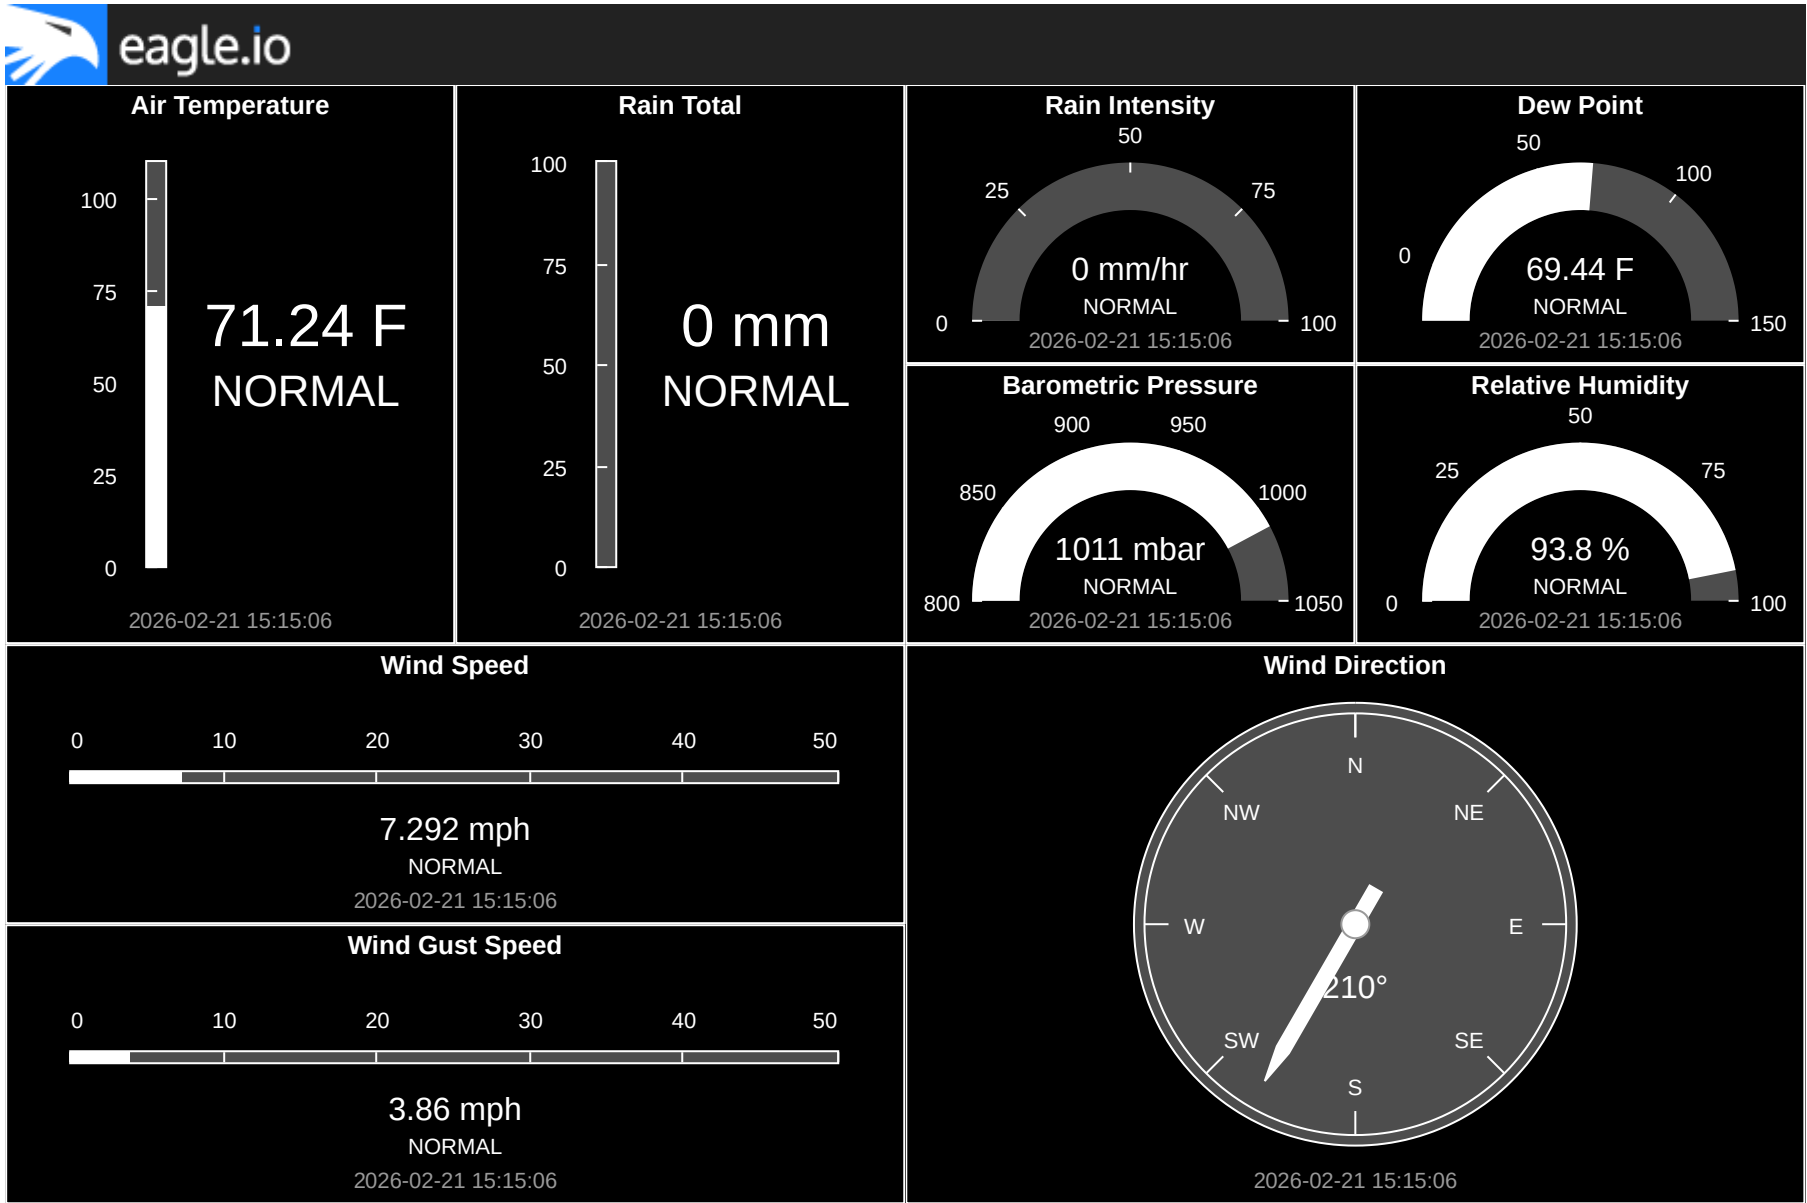 eagle.io
Air Temperature
100
75
50
25
0
71.24 F
NORMAL
2026-02-21 15:15:06
Rain Total
100
75
50
25
0
0 mm
NORMAL
2026-02-21 15:15:06
Rain Intensity
0
25
50
75
100
0 mm/hr
NORMAL
2026-02-21 15:15:06
Dew Point
0
50
100
150
69.44 F
NORMAL
2026-02-21 15:15:06
Barometric Pressure
800
850
900
950
1000
1050
1011 mbar
NORMAL
2026-02-21 15:15:06
Relative Humidity
0
25
50
75
100
93.8 %
NORMAL
2026-02-21 15:15:06
Wind Speed
0 10 20 30 40 50
7.292 mph
NORMAL
2026-02-21 15:15:06
Wind Gust Speed
0 10 20 30 40 50
3.86 mph
NORMAL
2026-02-21 15:15:06
Wind Direction
N
NW NE
W E
210°
SW SE
S
2026-02-21 15:15:06